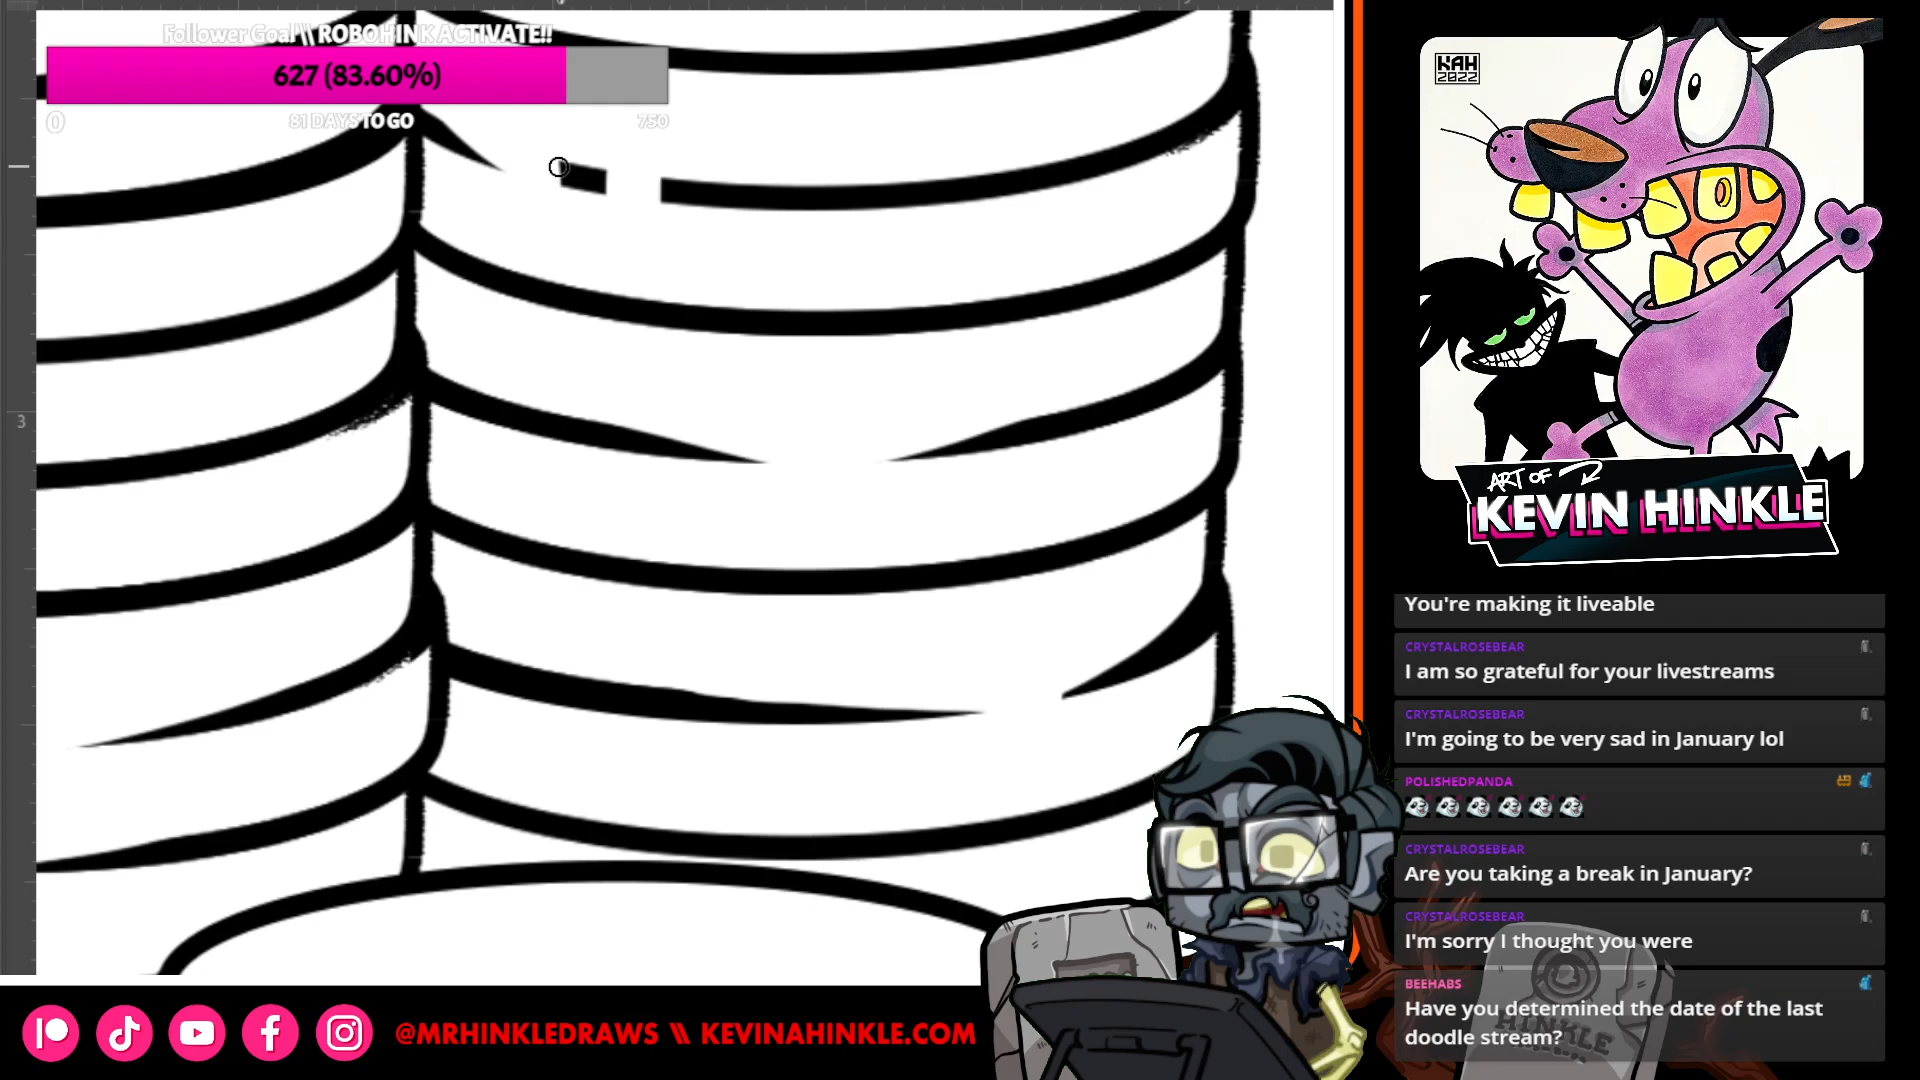 Follower Goal \\ ROBOHINK ACTIVATE!!
627 (83.60%)
0
81 DAYS TO GO
750
3
KAH
2022
ART OF
KEVIN HINKLE
You're making it liveable
CRYSTALROSEBEAR
I am so grateful for your livestreams
CRYSTALROSEBEAR
I'm going to be very sad in January lol
POLISHEDPANDA
CRYSTALROSEBEAR
Are you taking a break in January?
CRYSTALROSEBEAR
I'm sorry I thought you were
BEEHABS
Have you determined the date of the last
doodle stream?
HINKLE
@MRHINKLEDRAWS \\ KEVINAHINKLE.COM